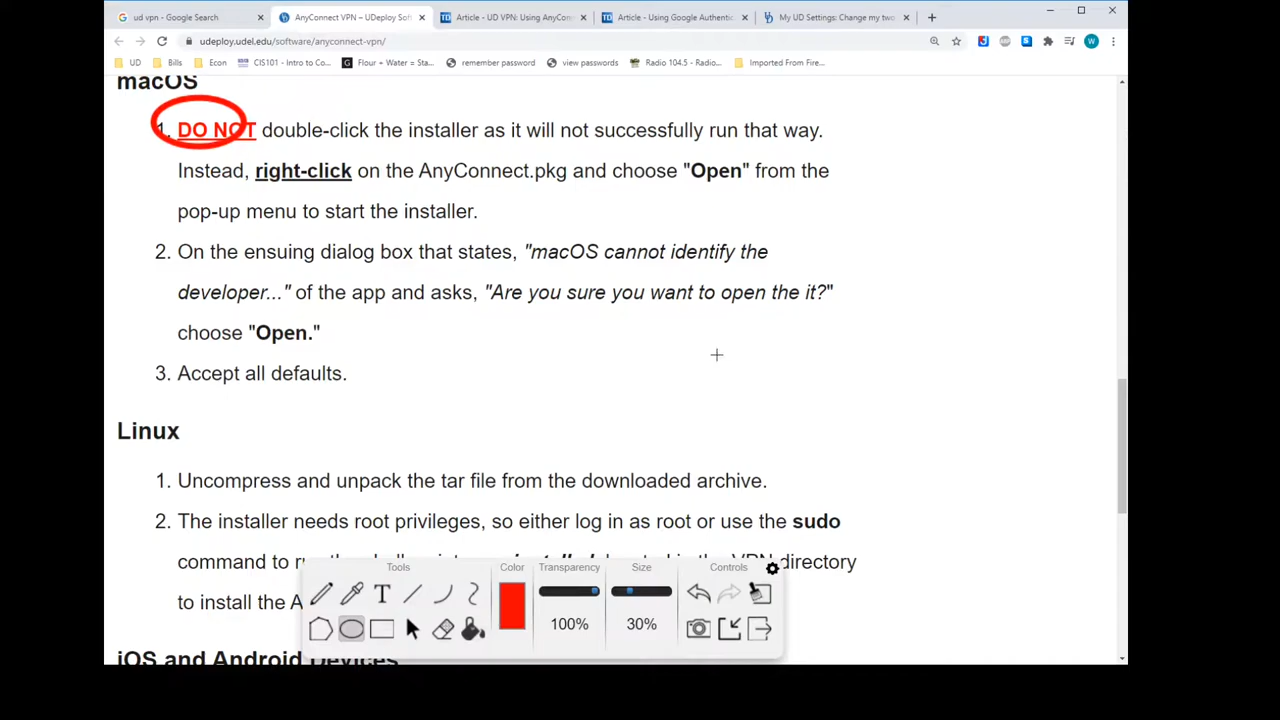 ud vpn - Google Search
AnyConnect VPN – UDeploy Sof
Article - UD VPN: Using AnyCon
Article - Using Google Authentic
My UD Settings: Change my two
udeploy.udel.edu/software/anyconnect-vpn/
W
UD
Bills
Econ
CIS101 - Intro to Co...
Flour + Water = Sta...
remember password
view passwords
Radio 104.5 - Radio...
Imported From Fire...
macOS
1. DO NOT double-click the installer as it will not successfully run that way.
Instead, right-click on the AnyConnect.pkg and choose "Open" from the
pop-up menu to start the installer.
2. On the ensuing dialog box that states, "macOS cannot identify the
developer..." of the app and asks, "Are you sure you want to open the it?"
choose "Open."
3. Accept all defaults.
Linux
1. Uncompress and unpack the tar file from the downloaded archive.
2. The installer needs root privileges, so either log in as root or use the sudo
command to directory
to install the A
iOS and Android Devices
Tools
Color
Transparency
Size
Controls
T
100%
30%